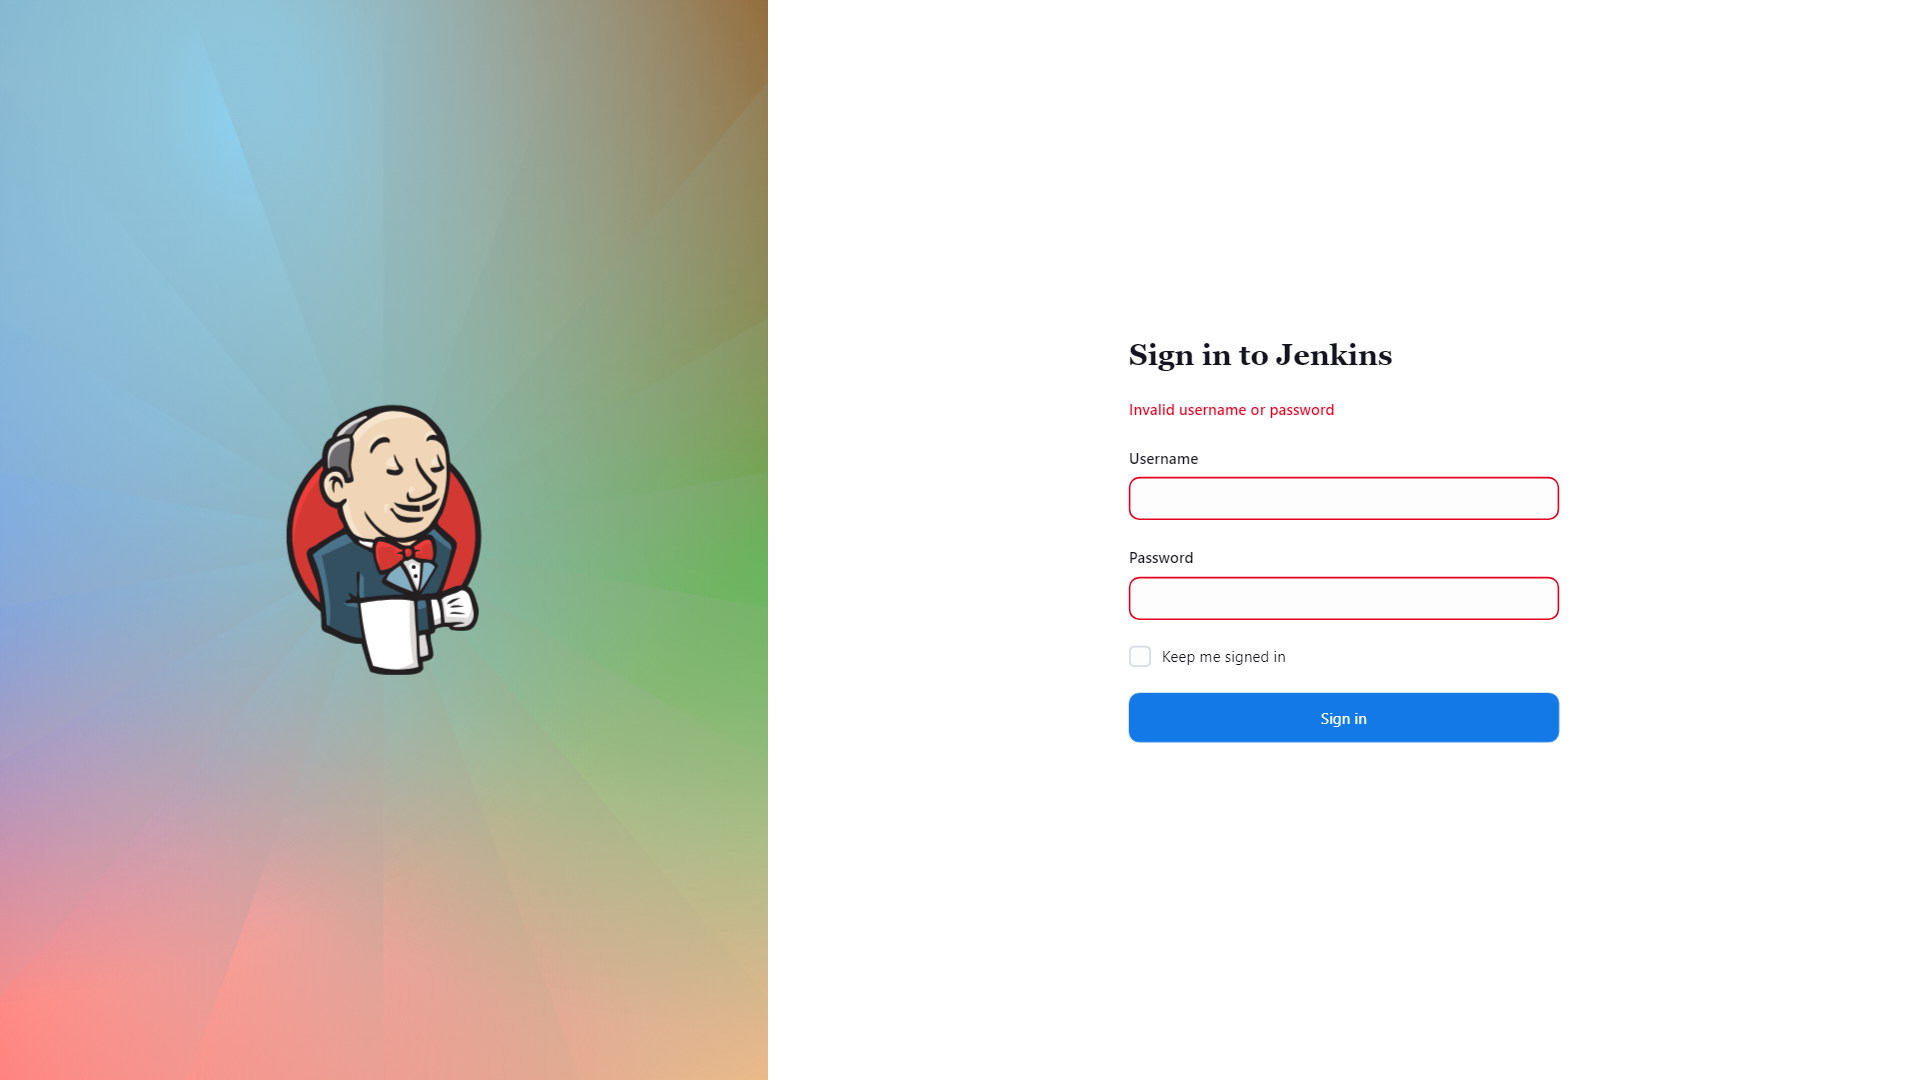 Sign in to Jenkins
Invalid username or password
Username
Password
Keep me signed in
Sign in